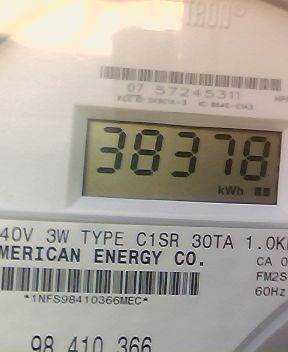 TRON®
07 57245311
38378
kWh
40V 3W TYPE C1SR 30TA 1.0K
MERICAN ENERGY CO.
CA 0
FM2S
*1NFS98410366MEC*
60Hz
98 410 366